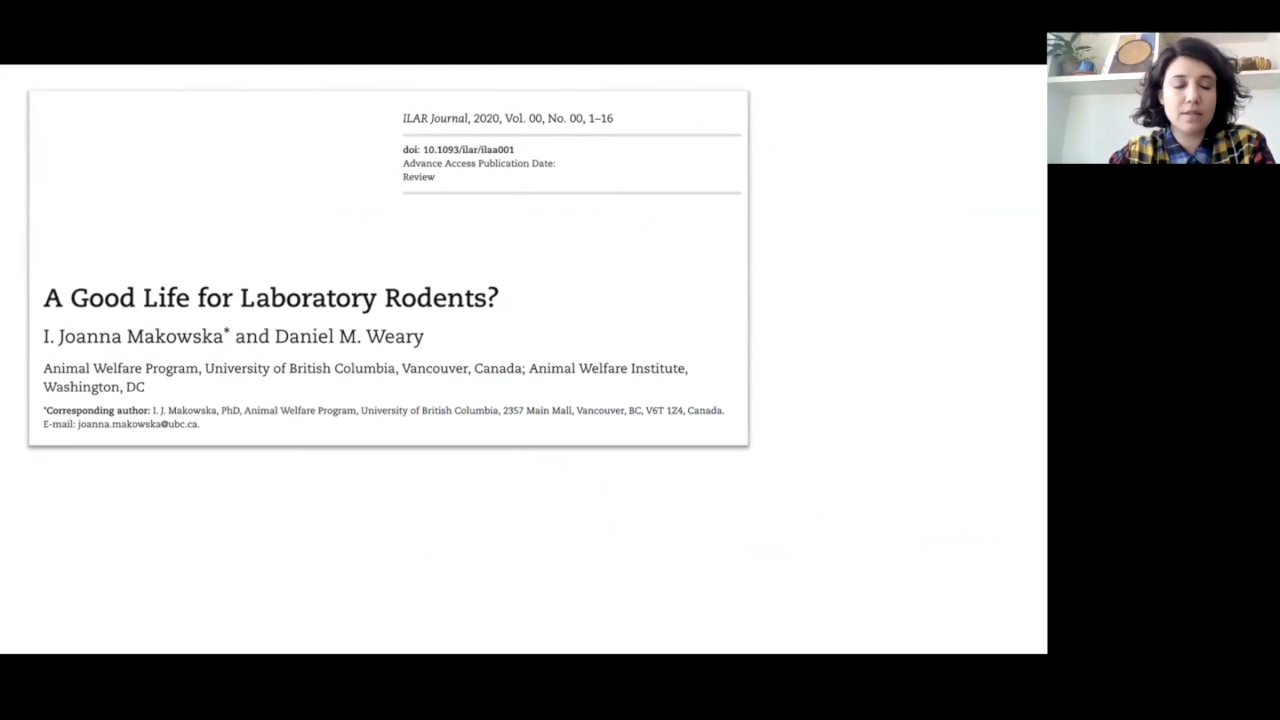 ILAR Journal, 2020, Vol. 00, No. 00, 1–16
doi: 10.1093/ilar/ilaa001
Advance Access Publication Date:
Review
A Good Life for Laboratory Rodents?
I. Joanna Makowska* and Daniel M. Weary
Animal Welfare Program, University of British Columbia, Vancouver, Canada; Animal Welfare Institute,
Washington, DC
*Corresponding author: I. J. Makowska, PhD, Animal Welfare Program, University of British Columbia, 2357 Main Mall, Vancouver, BC, V6T 1Z4, Canada.
E-mail: joanna.makowska@ubc.ca.